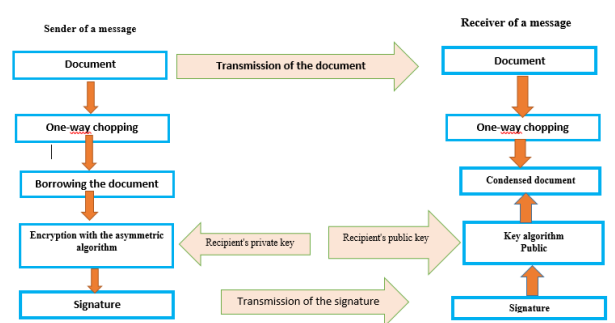 Sender of a message
Receiver of a message
Document
Transmission of the document
Document
One-way chopping
One-way chopping
Borrowing the document
Condensed document
Encryption with the asymmetric
algorithm
Recipient's private key
Recipient's public key
Key algorithm
Public
Signature
Transmission of the signature
Signature